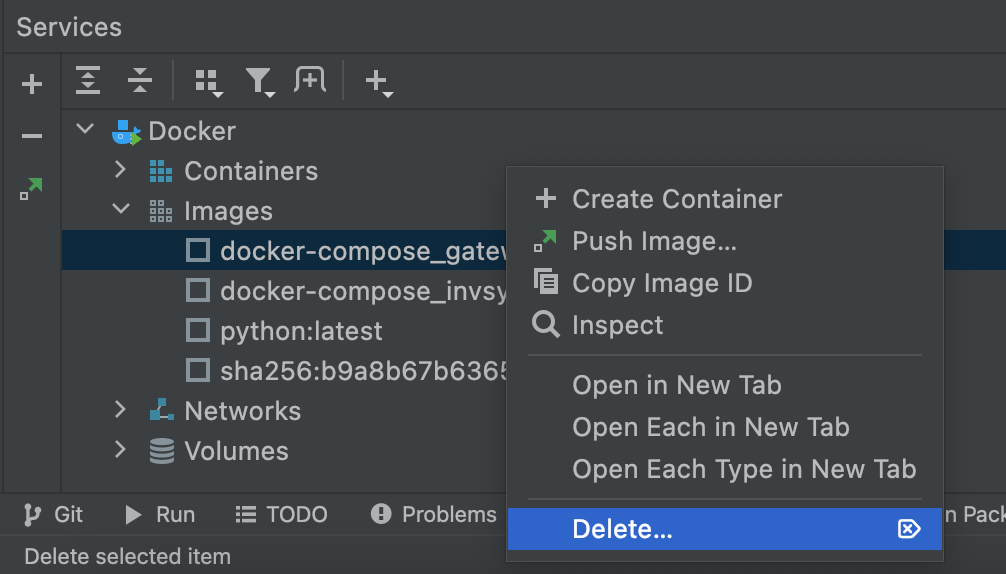 Services
Docker
Containers
Images
docker-compose_gatew
docker-compose_invsy
python:latest
sha256:b9a8b67b6365
Networks
Volumes
Create Container
Push Image...
Copy Image ID
Inspect
Open in New Tab
Open Each in New Tab
Open Each Type in New Tab
Delete...
Git
Run
TODO
Problems
n Pack
Delete selected item